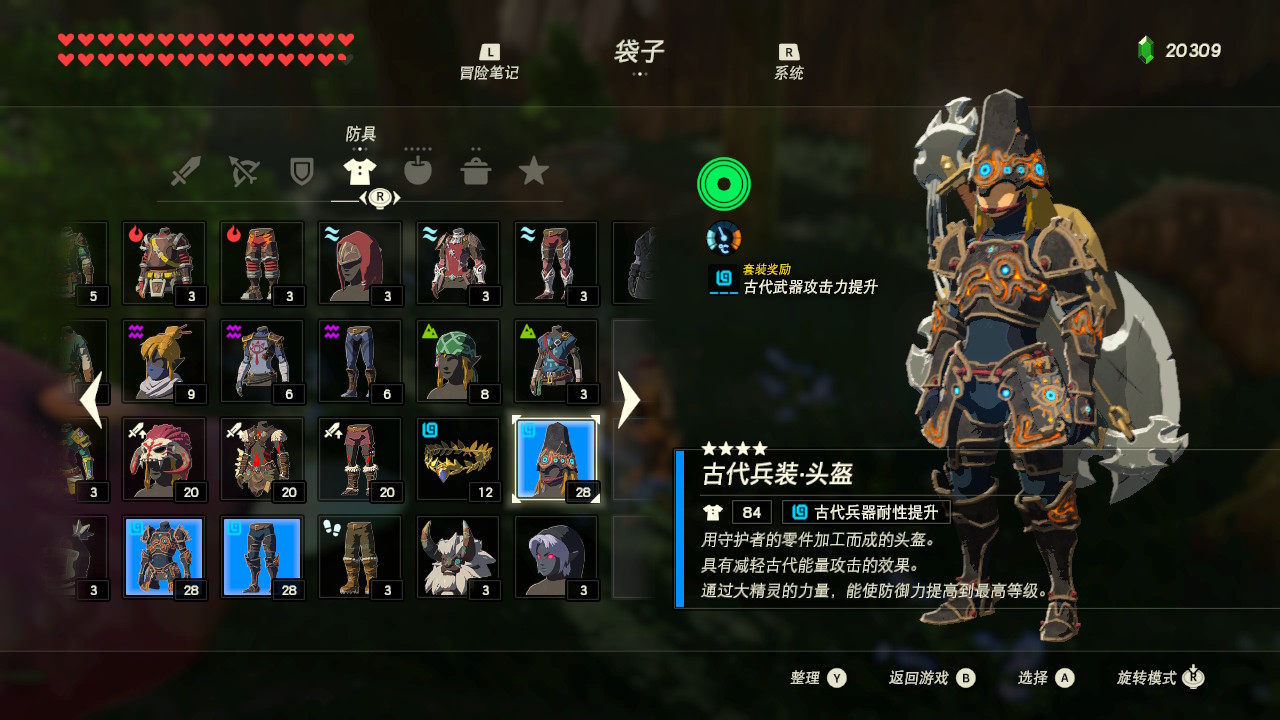 L
袋子
R
20309
冒险笔记
系统
防具
R
套装奖励
古代武器攻击力提升
5
3
3
3
3
3
9
6
6
8
3
3
20
20
20
12
28
3
28
28
3
3
3
古代兵装·头盔
84
古代兵器耐性提升
用守护者的零件加工而成的头盔。
具有减轻古代能量攻击的效果。
通过大精灵的力量，能使防御力提高到最高等级。
整理 Y
返回游戏 B
选择 A
旋转模式 R